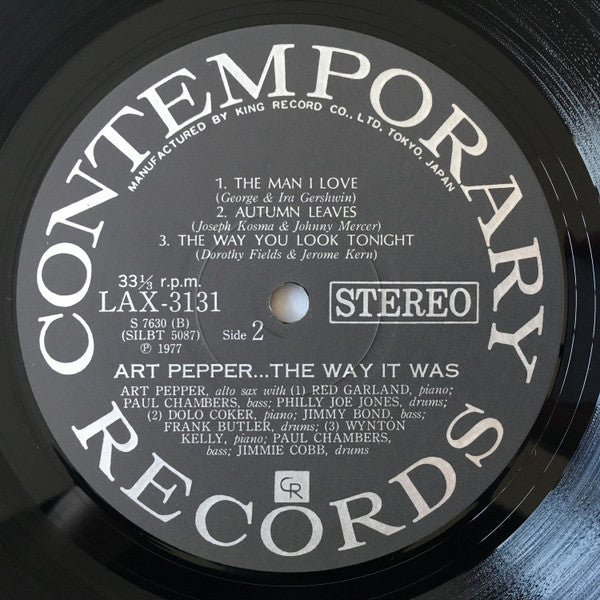 CONTEMPORARY
MANUFACTURED BY KING RECORD CO., LTD. TOKYO, JAPAN
1. THE MAN I LOVE
(George & Ira Gershwin)
2. AUTUMN LEAVES
(Joseph Kosma & Johnny Mercer)
3. THE WAY YOU LOOK TONIGHT
(Dorothy Fields & Jerome Kern)
33⅓ r.p.m.
LAX-3131
STEREO
S 7630 (B)
(SILBT 5087)
Side 2
℗ 1977
ART PEPPER...THE WAY IT WAS
ART PEPPER, alto sax with (1) RED GARLAND, piano;
PAUL CHAMBERS, bass; PHILLY JOE JONES, drums;
(2) DOLO COKER, piano; JIMMY BOND, bass;
FRANK BUTLER, drums; (3) WYNTON
KELLY, piano; PAUL CHAMBERS,
bass; JIMMIE COBB, drums
CR
RECORDS